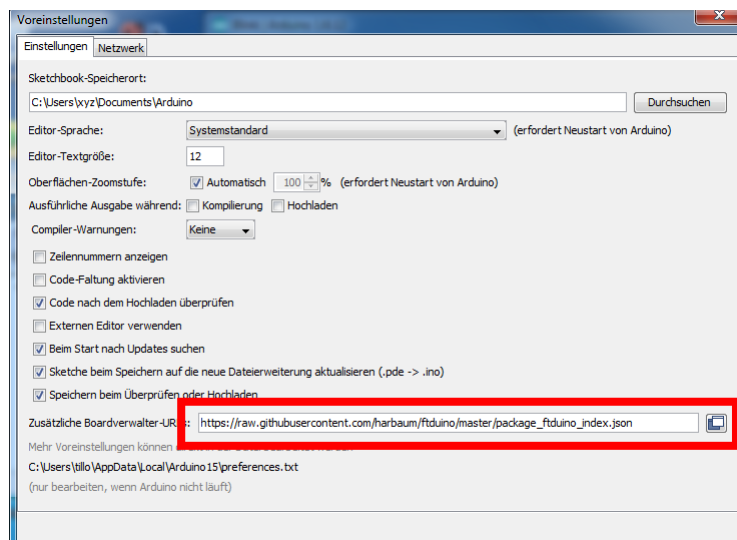 Voreinstellungen
Einstellungen Netzwerk
Sketchbook-Speicherort:
C:\Users\xyz\Documents\Arduino Durchsuchen
Editor-Sprache: Systemstandard (erfordert Neustart von Arduino)
Editor-Textgröße: 12
Oberflächen-Zoomstufe: Automatisch 100 % (erfordert Neustart von Arduino)
Ausführliche Ausgabe während: Kompilierung Hochladen
Compiler-Warnungen: Keine
Zeilennummern anzeigen
Code-Faltung aktivieren
Code nach dem Hochladen überprüfen
Externen Editor verwenden
Beim Start nach Updates suchen
Sketche beim Speichern auf die neue Dateierweiterung aktualisieren (.pde -> .ino)
Speichern beim Überprüfen oder Hochladen
Zusätzliche Boardverwalter-URLs: https://raw.githubusercontent.com/harbaum/ftduino/master/package_ftduino_index.json
Mehr Voreinstellungen können
C:\Users\tillo\AppData\Local\Arduino15\preferences.txt
(nur bearbeiten, wenn Arduino nicht läuft)